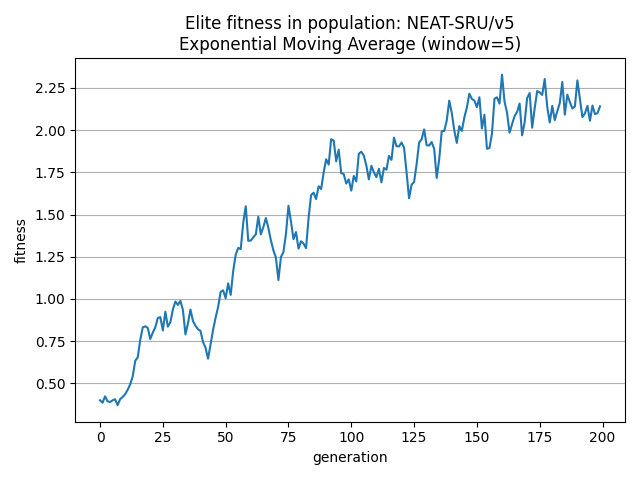 Elite fitness in population: NEAT-SRU/v5
Exponential Moving Average (window=5)
fitness
2.25
2.00
1.75
1.50
1.25
1.00
0.75
0.50
0 25 50 75 100 125 150 175 200
generation